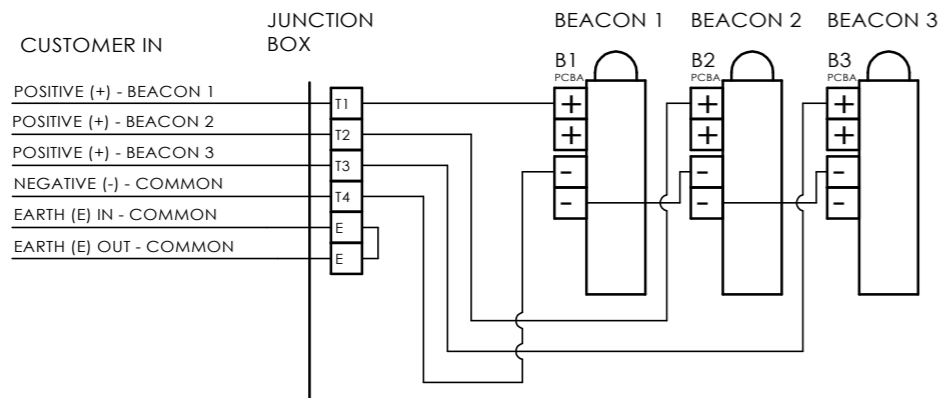 JUNCTION BOX
BEACON 1
BEACON 2
BEACON 3
CUSTOMER IN
B1
PCBA
B2
PCBA
B3
PCBA
POSITIVE (+) - BEACON 1
T1
POSITIVE (+) - BEACON 2
T2
POSITIVE (+) - BEACON 3
T3
NEGATIVE (-) - COMMON
T4
EARTH (E) IN - COMMON
E
EARTH (E) OUT - COMMON
E
+
+
-
-
+
+
-
-
+
+
-
-